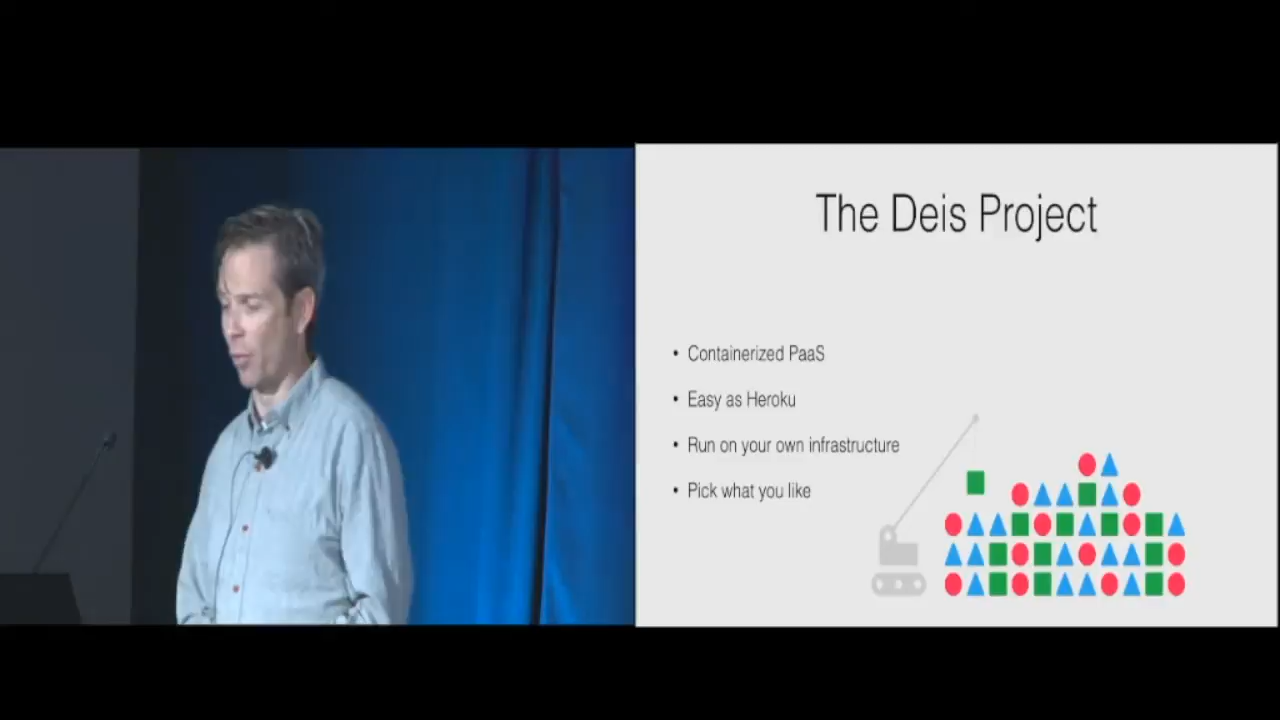 The Deis Project
• Containerized PaaS
• Easy as Heroku
• Run on your own infrastructure
• Pick what you like